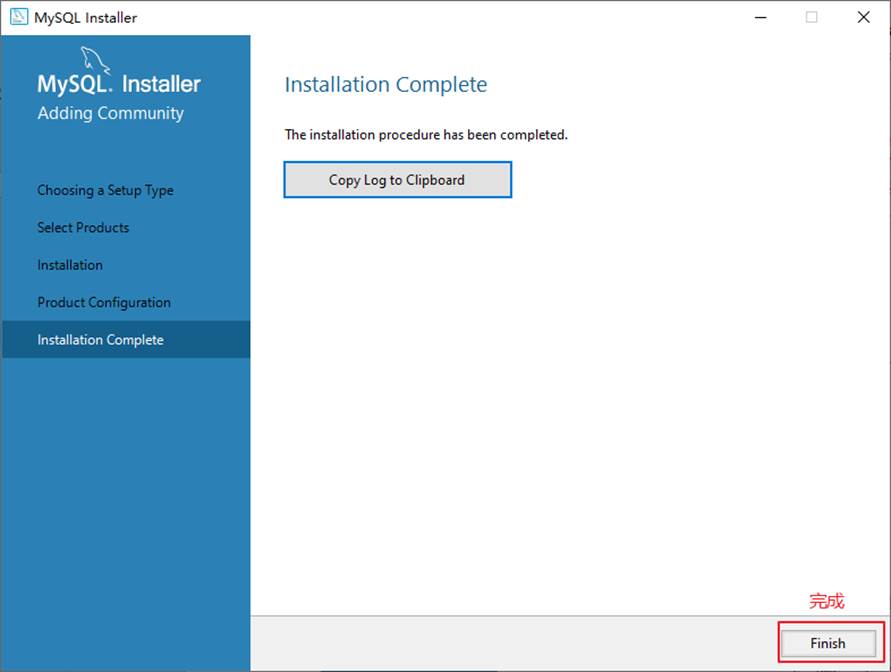 MySQL Installer
MySQL. Installer
Adding Community
Choosing a Setup Type
Select Products
Installation
Product Configuration
Installation Complete
Installation Complete
The installation procedure has been completed.
Copy Log to Clipboard
完成
Finish